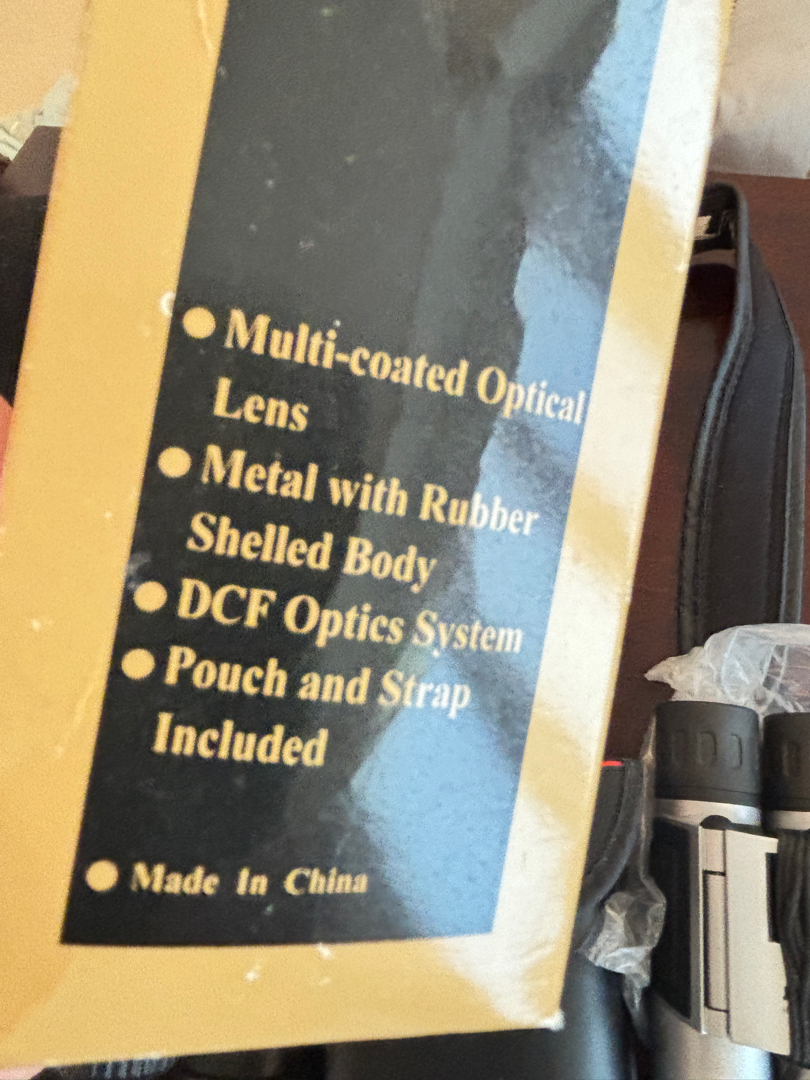 ● Multi-coated Optical
Lens
● Metal with Rubber
Shelled Body
● DCF Optics System
● Pouch and Strap
Included
● Made In China